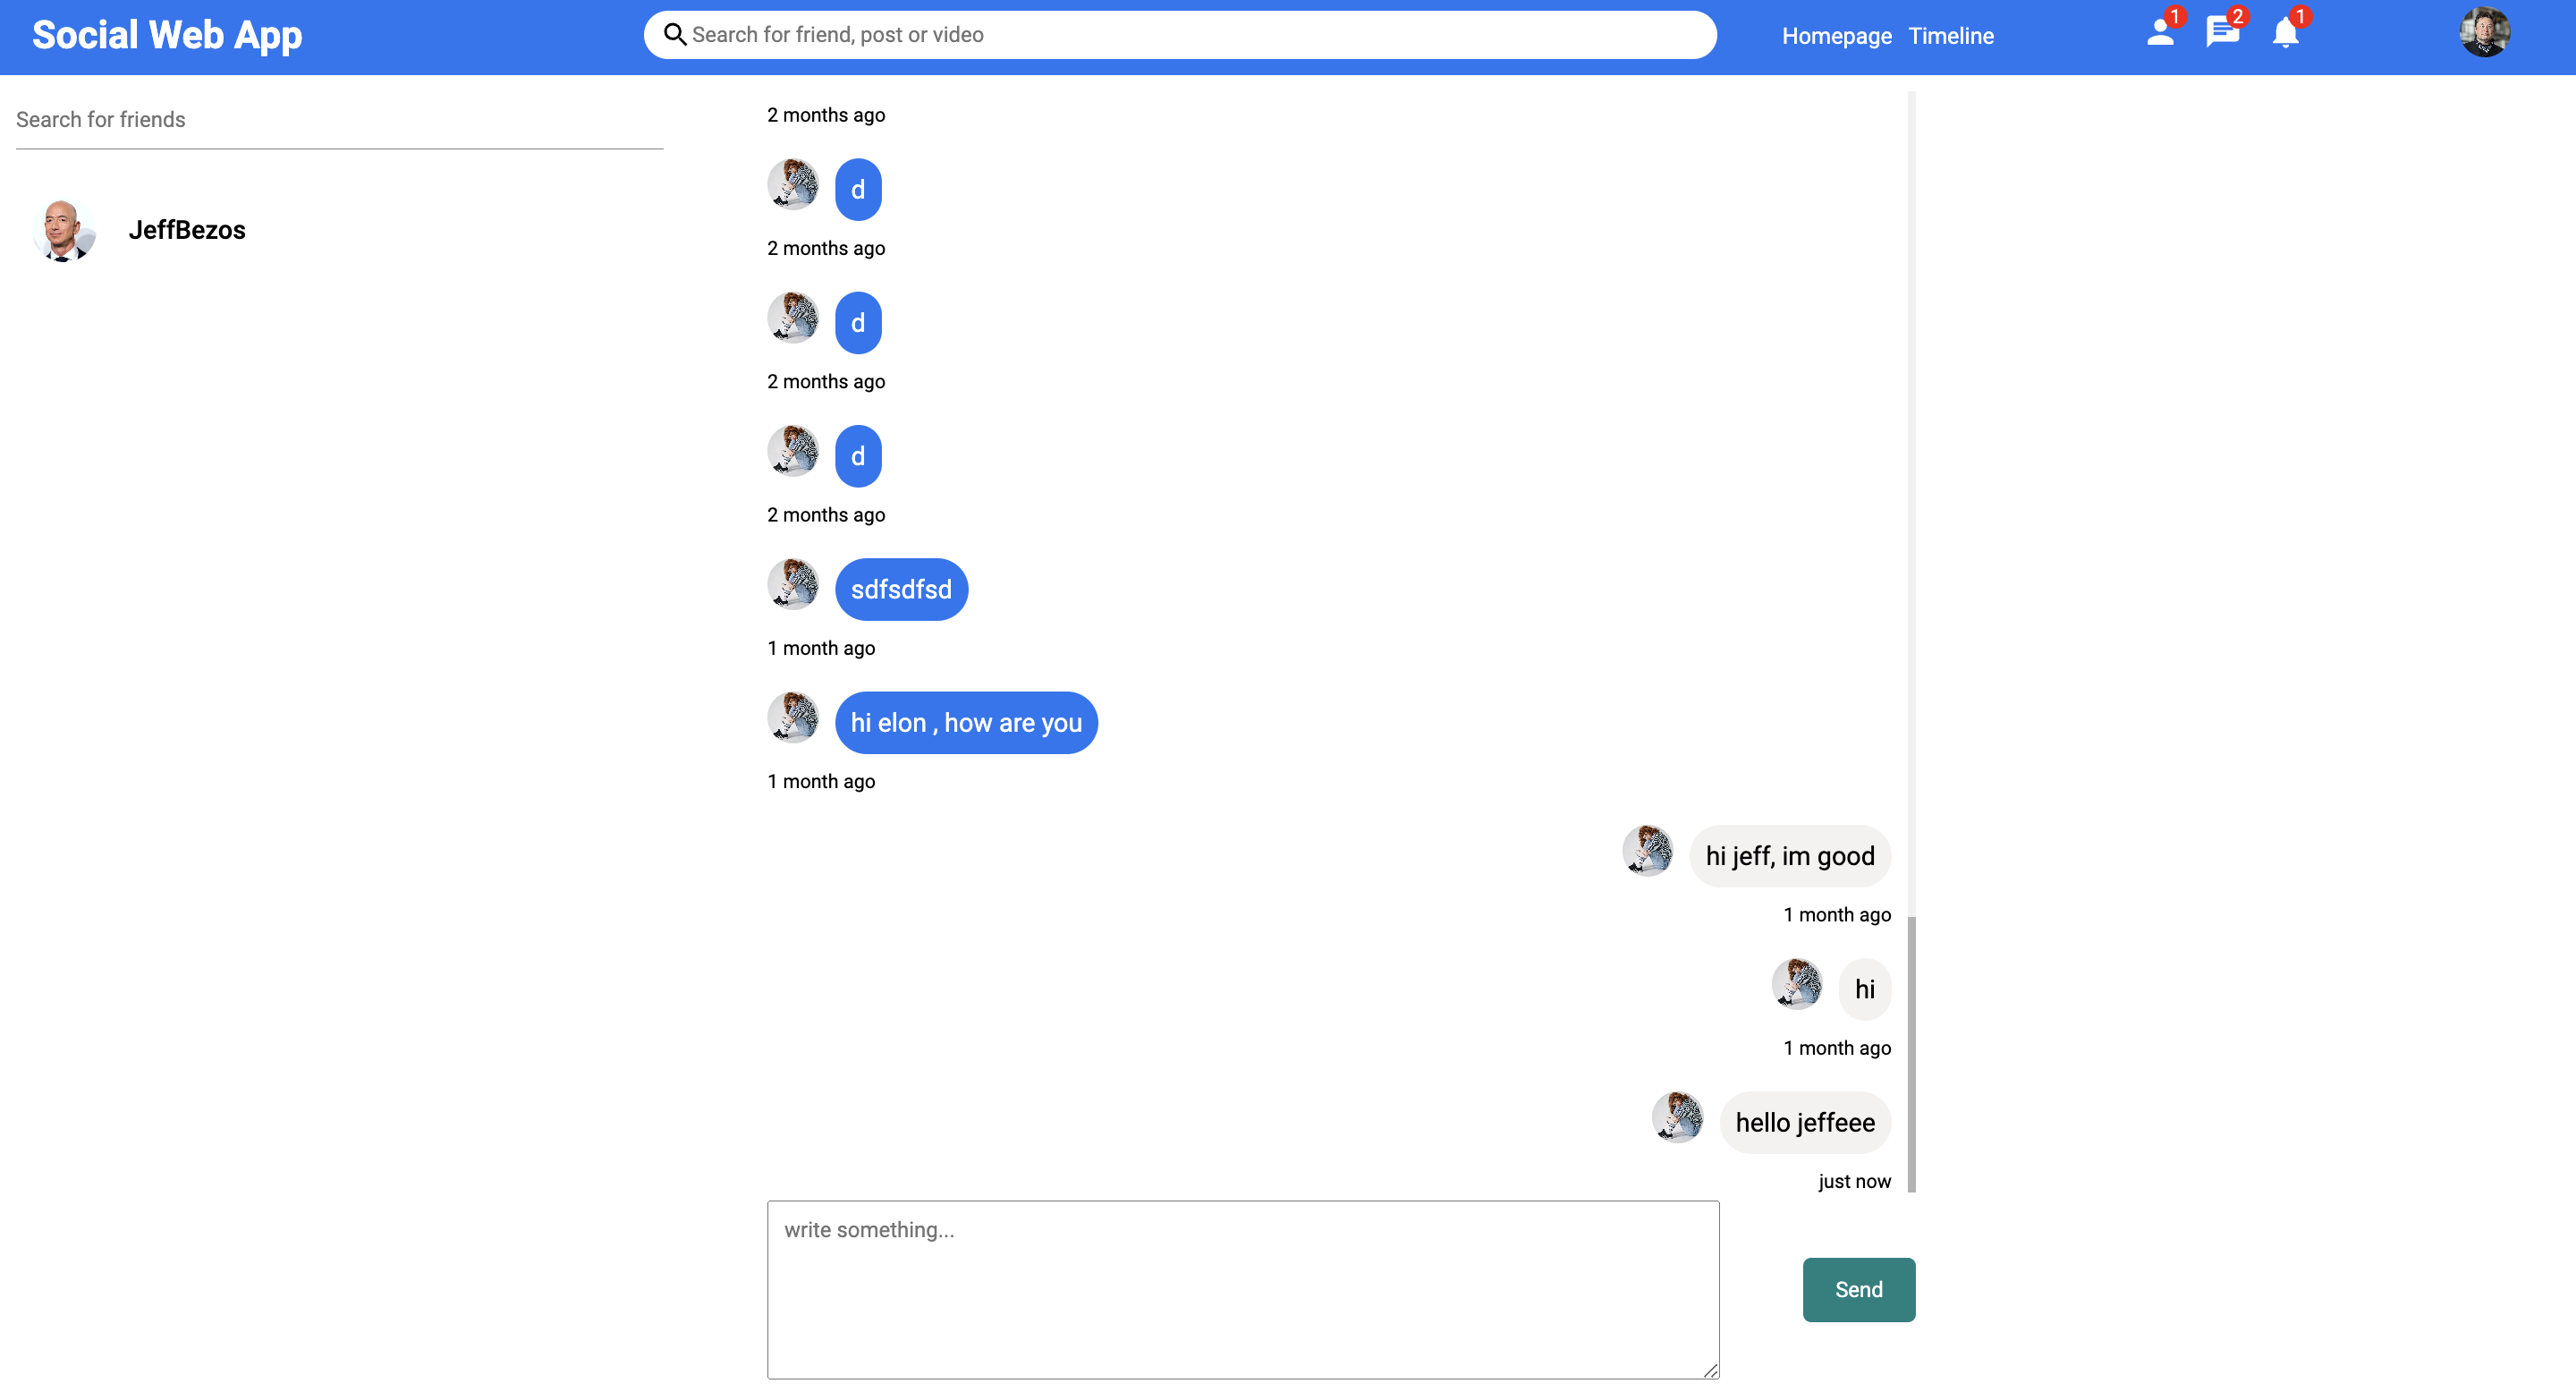 Social Web App
Search for friend, post or video
Homepage Timeline
1
2
1
Search for friends
JeffBezos
2 months ago
d
2 months ago
d
2 months ago
d
2 months ago
sdfsdfsd
1 month ago
hi elon , how are you
1 month ago
hi jeff, im good
1 month ago
hi
1 month ago
hello jeffeee
just now
write something...
Send